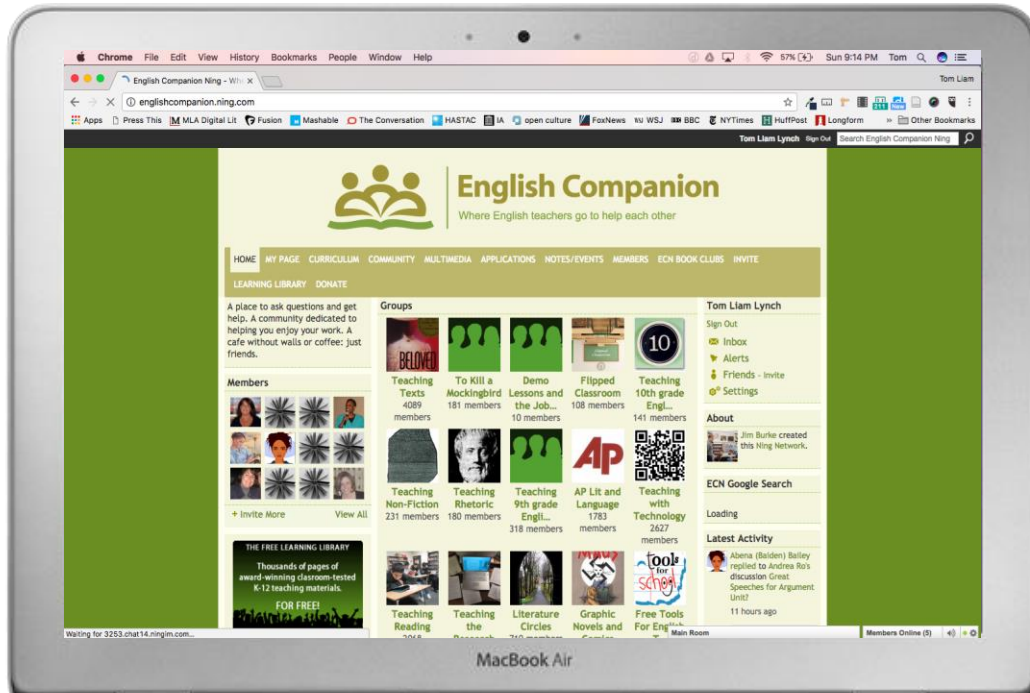 Chrome File Edit View History Bookmarks People Window Help
57% Sun 9:14 PM Tom
English Companion Ning - Wh
Tom Liam
englishcompanion.ning.com
Apps Press This MLA Digital Lit Fusion Mashable The Conversation HASTAC IA open culture FoxNews WSJ BBC NYTimes HuffPost Longform » Other Bookmarks
Tom Liam Lynch Sign Out Search English Companion Ning
English Companion
Where English teachers go to help each other
HOME MY PAGE CURRICULUM COMMUNITY MULTIMEDIA APPLICATIONS NOTES/EVENTS MEMBERS ECN BOOK CLUBS INVITE
LEARNING LIBRARY DONATE
A place to ask questions and get
help. A community dedicated to
helping you enjoy your work. A
cafe without walls or coffee: just
friends.
Members
+ Invite More View All
THE FREE LEARNING LIBRARY
Thousands of pages of
award-winning clasroom-tested
K-12 teaching materials.
FOR FREE!
Groups
BELOVED
Teaching
Texts
4089
members
To Kill a
Mockingbird
181 members
Demo
Lessons and
the Job...
10 members
Flipped
Classroom
108 members
10
Teaching
10th grade
Engl...
141 members
Teaching
Non-Fiction
231 members
Teaching
Rhetoric
180 members
Teaching
9th grade
Engli...
318 members
AP
AP Lit and
Language
1783
members
Teaching
with
Technology
2627
members
Teaching
Reading
Teaching
the
Literature
Circles
MAUS
Graphic
Novels and
tools
for
school
Free Tools
For English
Tom Liam Lynch
Sign Out
Inbox
Alerts
Friends - Invite
Settings
About
Jim Burke created
this Ning Network.
ECN Google Search
Loading
Latest Activity
Abena (Baiden) Bailey
replied to Andrea Ro's
discussion Great
Speeches for Argument
Unit?
11 hours ago
Waiting for 3253.chat14.ningim.com...
Main Room
Members Online (5)
MacBook Air